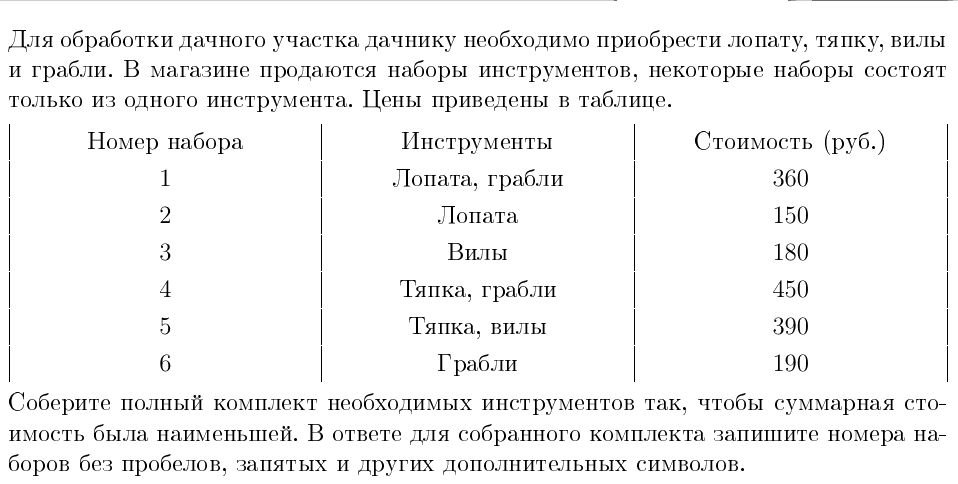 Для обработки дачного участка дачнику необходимо приобрести лопату, тяпку, вилы
и грабли. В магазине продаются наборы инструментов, некоторые наборы состоят
только из одного инструмента. Цены приведены в таблице.
Номер набора Инструменты Стоимость (руб.)
1 Лопата, грабли 360
2 Лопата 150
3 Вилы 180
4 Тяпка, грабли 450
5 Тяпка, вилы 390
6 Грабли 190
Соберите полный комплект необходимых инструментов так, чтобы суммарная сто-
имость была наименьшей. В ответе для собранного комплекта запишите номера на-
боров без пробелов, запятых и других дополнительных символов.